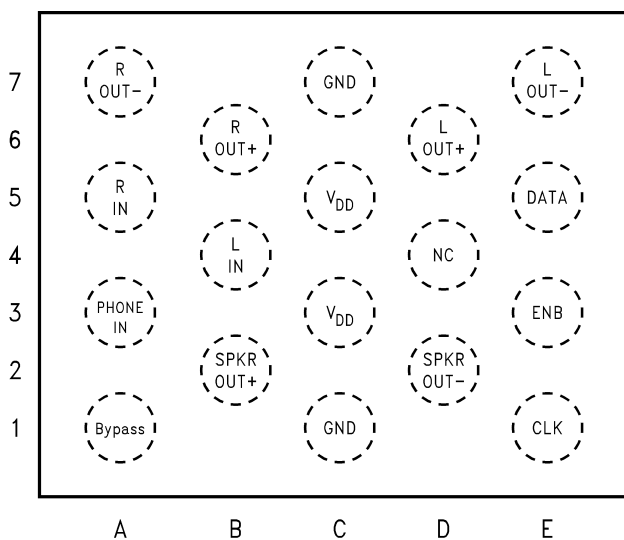 7
R
OUT-
GND
L
OUT-
6
R
OUT+
L
OUT+
5
R
IN
VDD
DATA
4
L
IN
NC
3
PHONE
IN
VDD
ENB
2
SPKR
OUT+
SPKR
OUT-
1
Bypass
GND
CLK
A B C D E